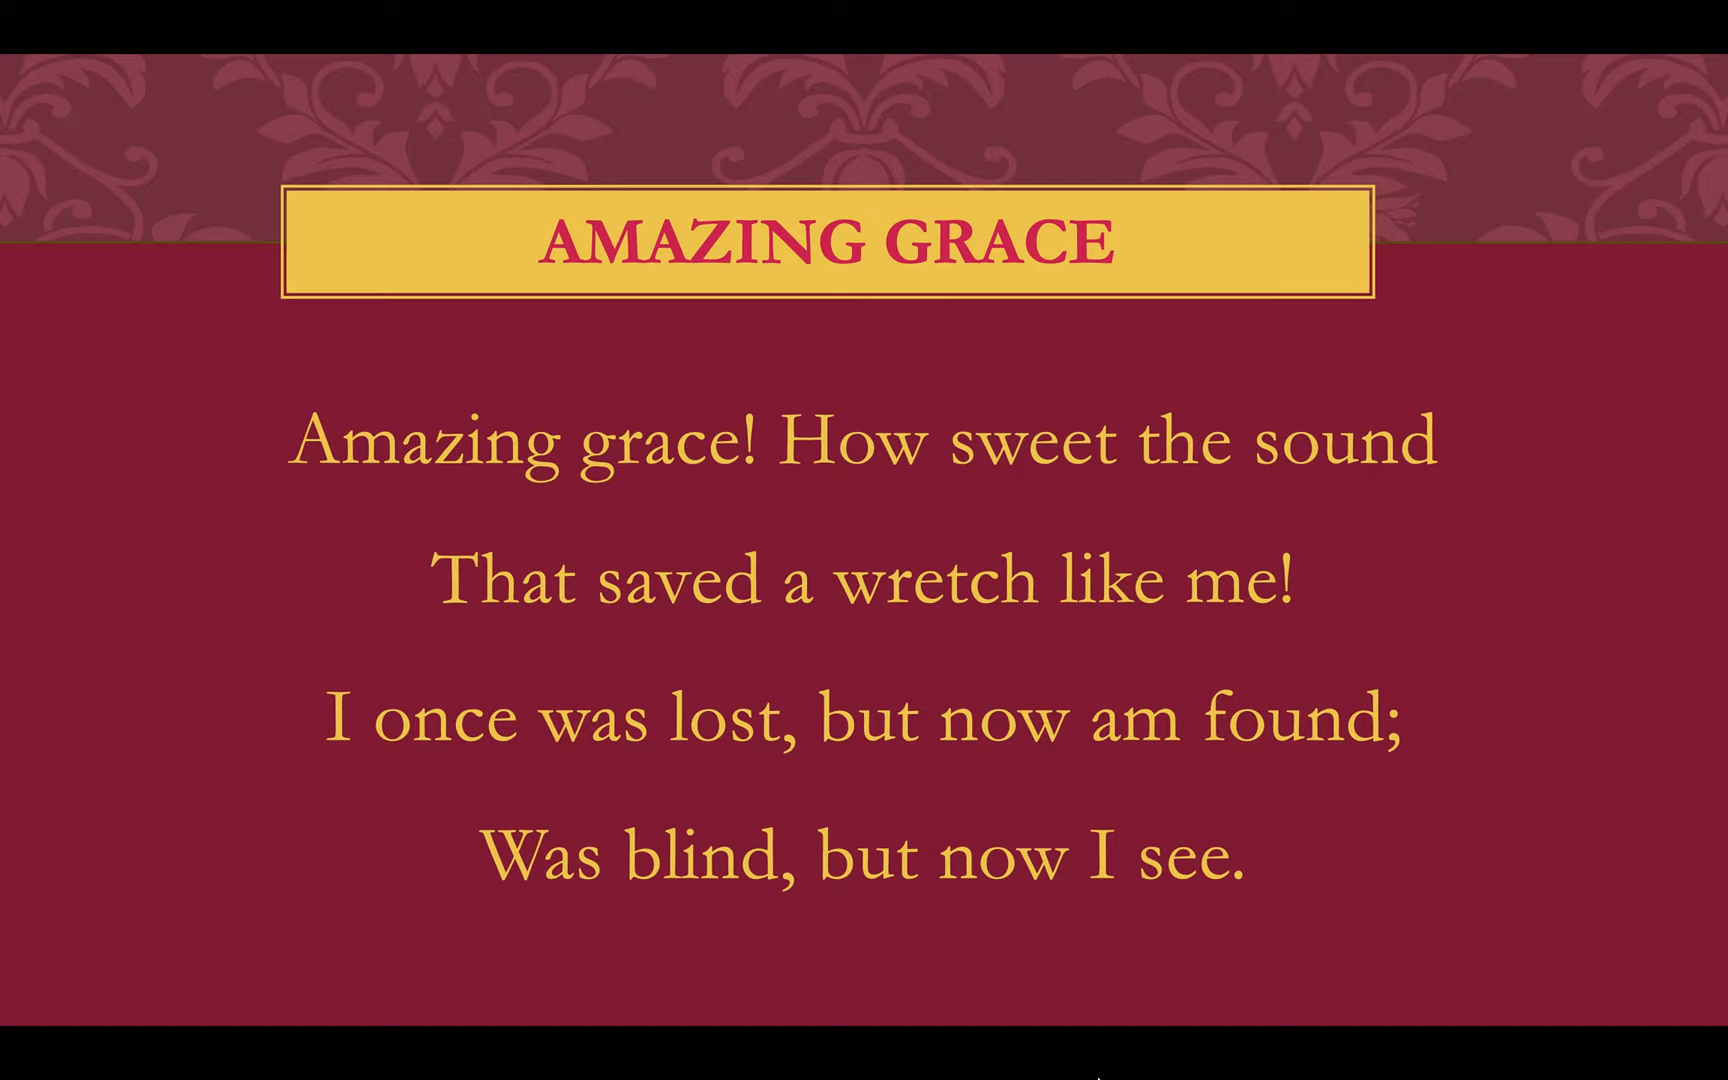 AMAZING GRACE
Amazing grace! How sweet the sound
That saved a wretch like me!
I once was lost, but now am found;
Was blind, but now I see.